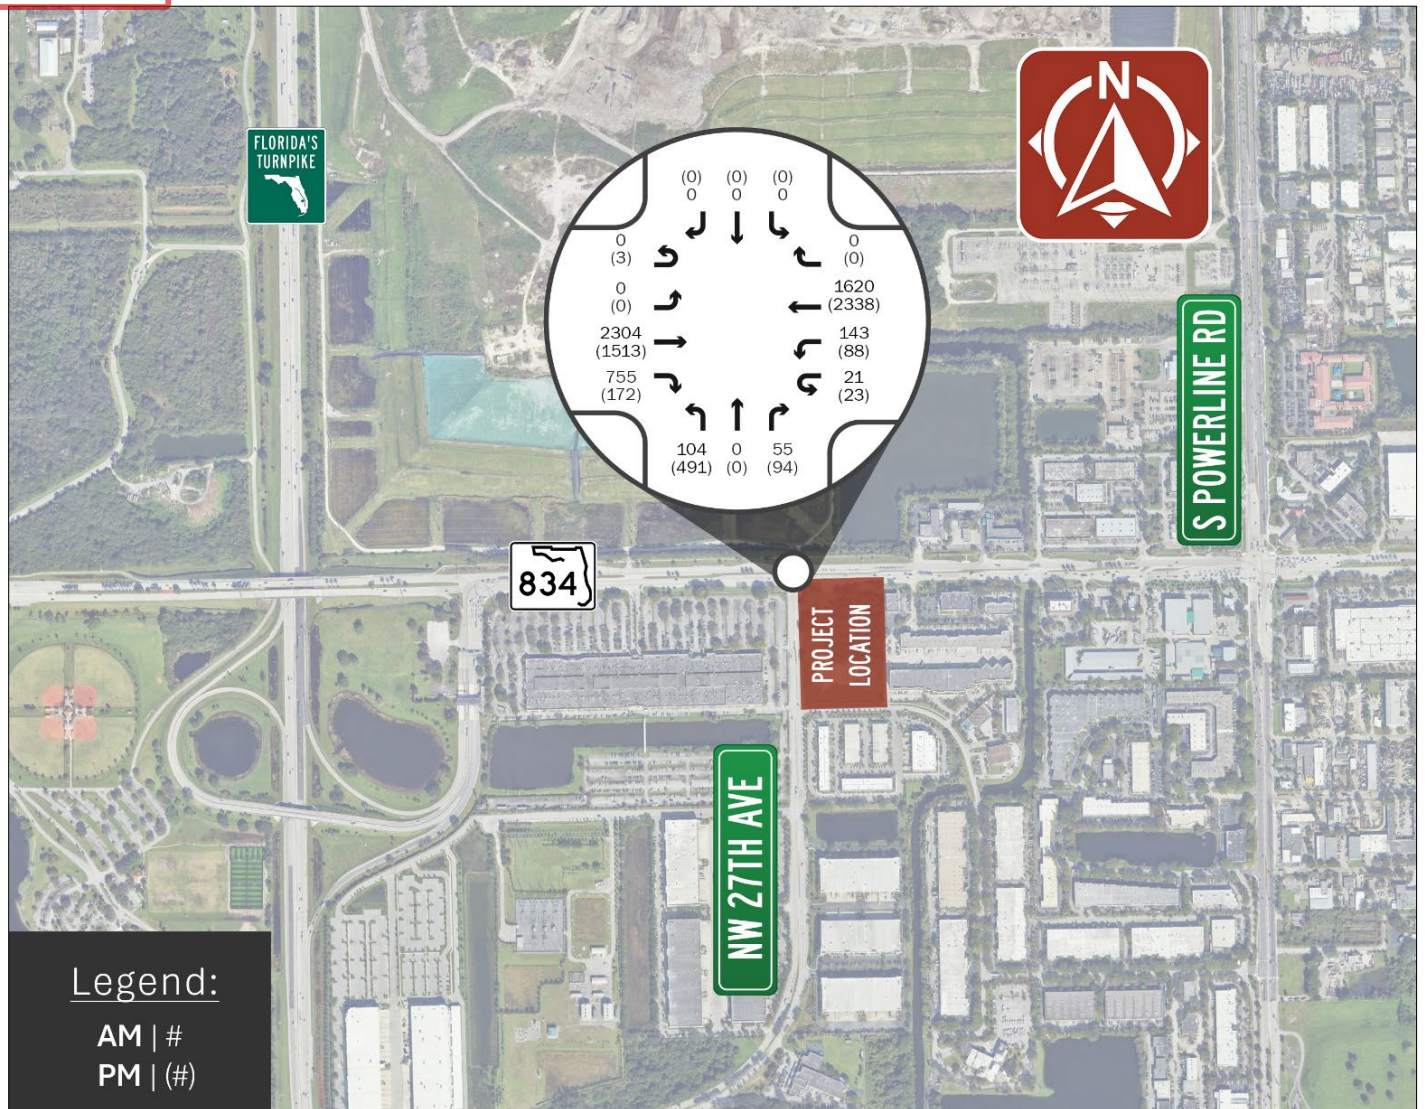 N
FLORIDA'S
TURNPIKE
(0) (0) (0)
0 0 0
0
(3)
0
(0)
2304
(1513)
755
(172)
0
(0)
1620
(2338)
143
(88)
21
(23)
104 0 55
(491) (0) (94)
S POWERLINE RD
834
PROJECT
LOCATION
NW 27TH AVE
Legend:
AM | #
PM | (#)